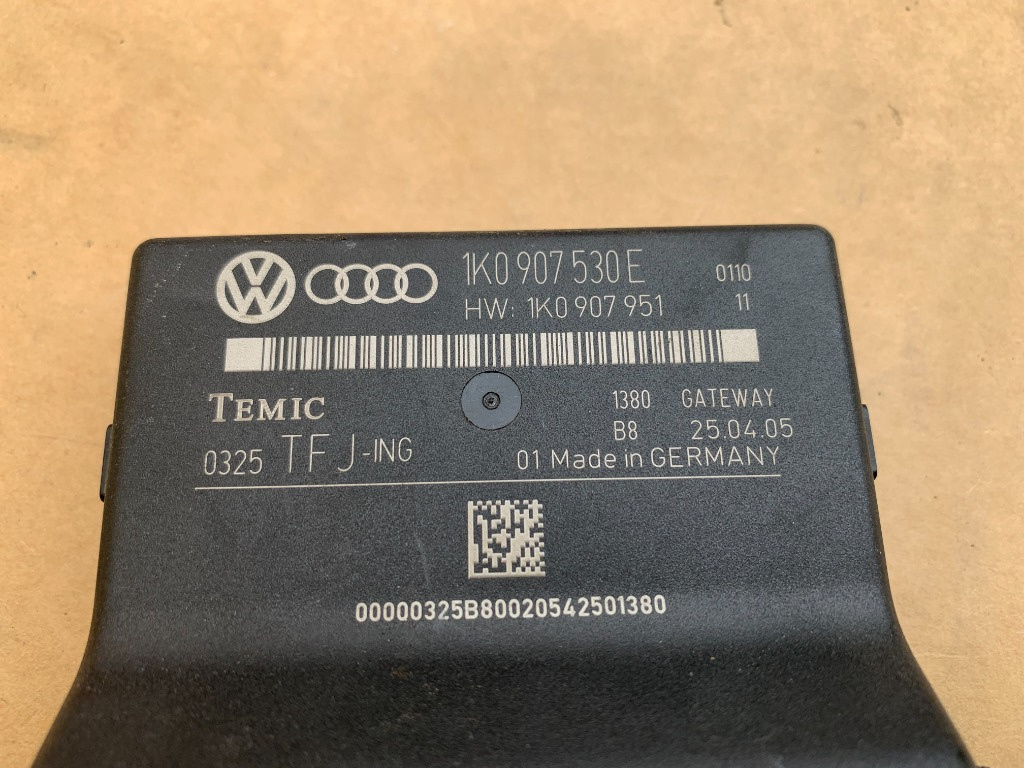 1K0 907 530 E 0110
HW: 1K0 907 951 11
TEMIC 1380 GATEWAY
B8 25.04.05
0325 TFJ-ING 01 Made in GERMANY
00000325B80020542501380